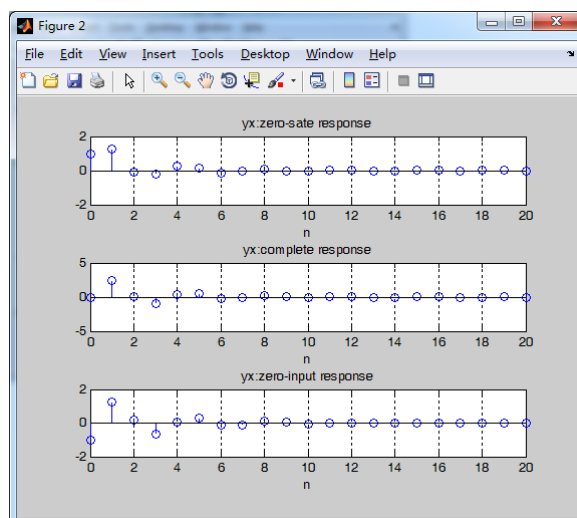 Figure 2
File Edit View Insert Tools Desktop Window Help
yx:zero-sate response
2
0
-2
0 2 4 6 8 10 12 14 16 18 20
n
yx:complete response
5
0
-5
0 2 4 6 8 10 12 14 16 18 20
n
yx:zero-input response
2
0
-2
0 2 4 6 8 10 12 14 16 18 20
n